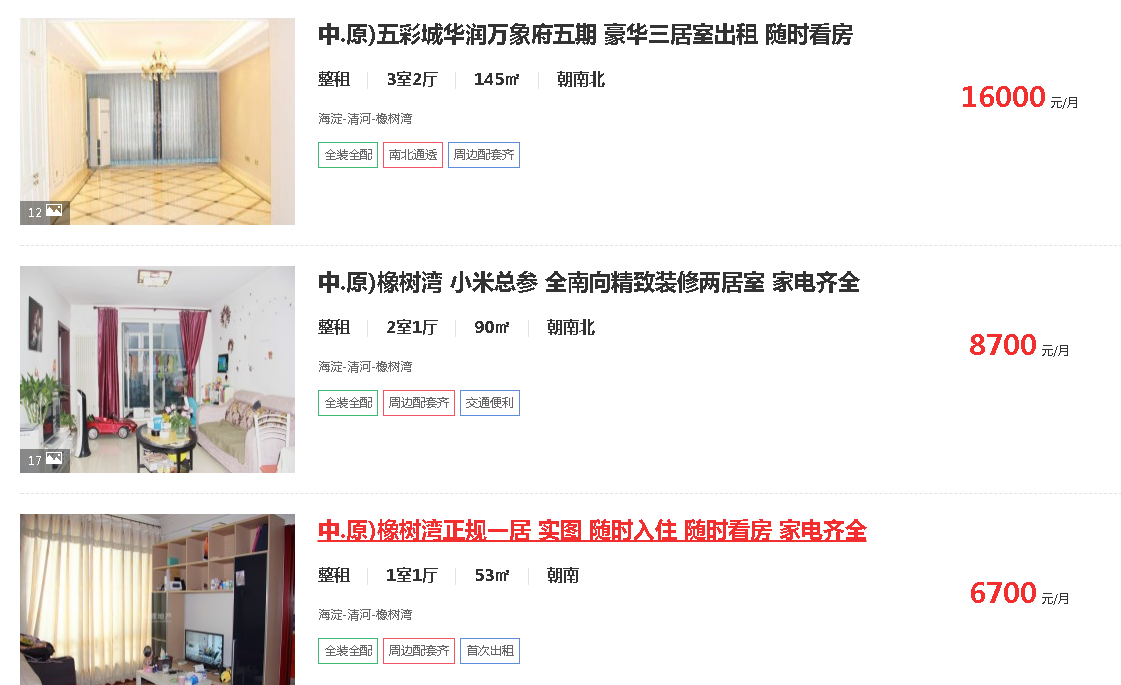 中.原)五彩城华润万象府五期 豪华三居室出租 随时看房
整租 3室2厅 145㎡ 朝南北
16000 元/月
海淀-清河-橡树湾
全装全配 南北通透 周边配套齐
12
中.原)橡树湾 小米总参 全南向精致装修两居室 家电齐全
整租 2室1厅 90㎡ 朝南北
8700 元/月
海淀-清河-橡树湾
全装全配 周边配套齐 交通便利
17
中.原)橡树湾正规一居 实图 随时入住 随时看房 家电齐全
整租 1室1厅 53㎡ 朝南
6700 元/月
海淀-清河-橡树湾
全装全配 周边配套齐 首次出租